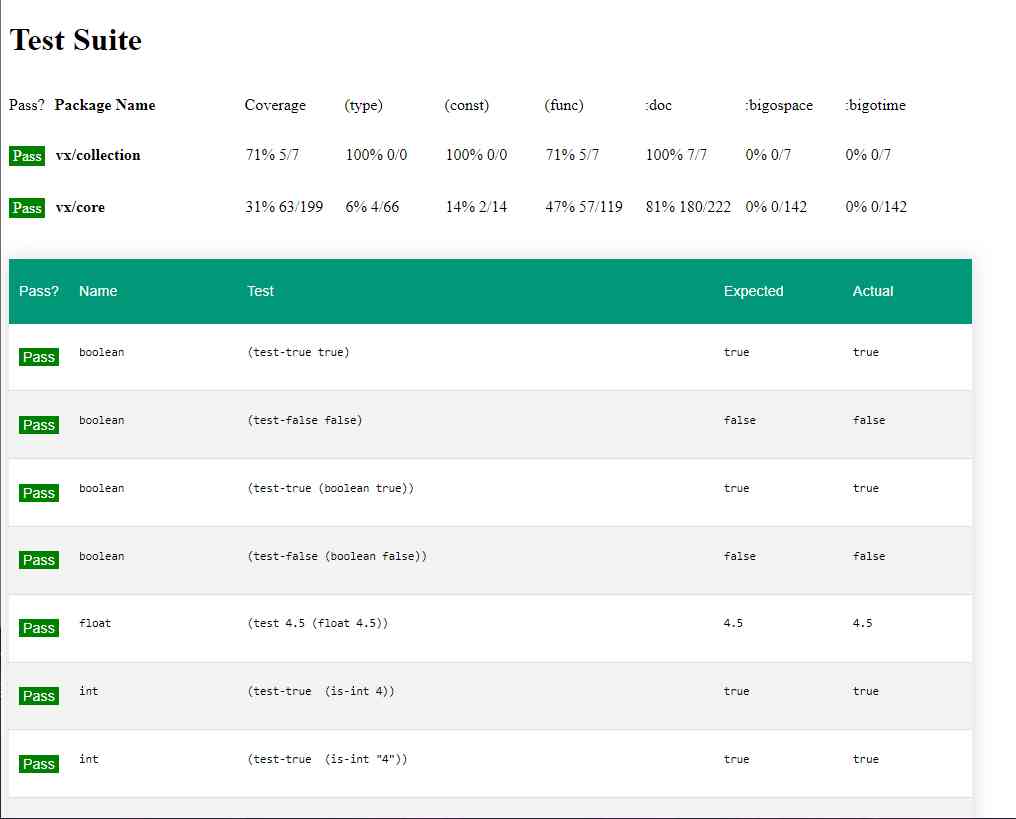 Test Suite
Pass? Package Name Coverage (type) (const) (func) :doc :bigospace :bigotime
Pass vx/collection 71% 5/7 100% 0/0 100% 0/0 71% 5/7 100% 7/7 0% 0/7 0% 0/7
Pass vx/core 31% 63/199 6% 4/66 14% 2/14 47% 57/119 81% 180/222 0% 0/142 0% 0/142
Pass? Name Test Expected Actual
Pass boolean (test-true true) true true
Pass boolean (test-false false) false false
Pass boolean (test-true (boolean true)) true true
Pass boolean (test-false (boolean false)) false false
Pass float (test 4.5 (float 4.5)) 4.5 4.5
Pass int (test-true  (is-int 4)) true true
Pass int (test-true  (is-int "4")) true true